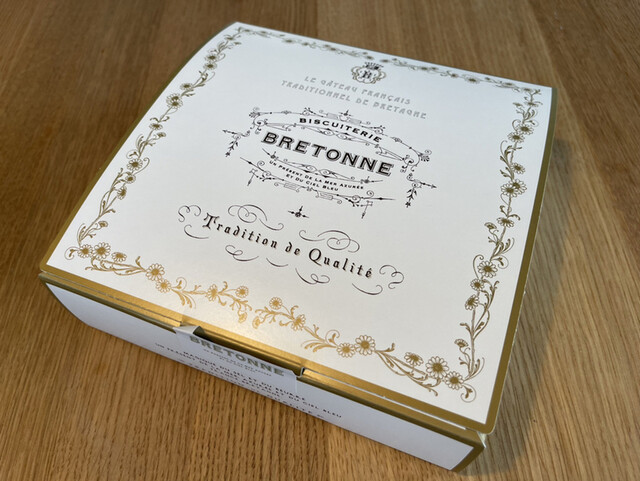 LE GÂTEAU FRANÇAIS
TRADITIONNEL DE BRETAGNE
BISCUITERIE
BRETONNE
UN PRÉSENT DE LA MER AZURÉE
ET DU CIEL BLEU
Tradition de Qualité
BRETONNE